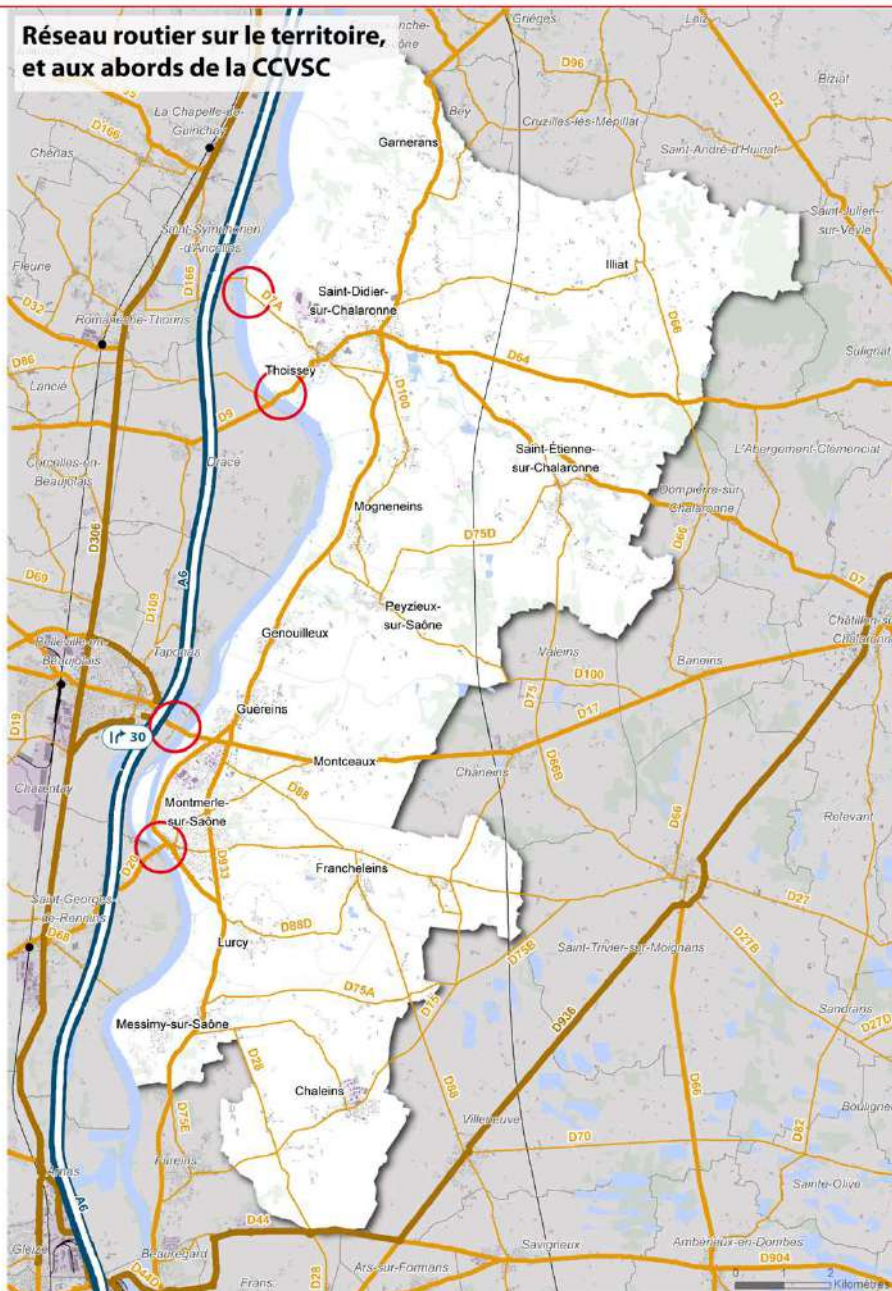 Réseau routier sur le territoire,
et aux abords de la CCVSC
Grièges
Laiz
D96
D2
Biziat
Bey
Cruzilles-lès-Mépillat
La Chapelle-de-
Guinchay
D166
Chénas
Garnerans
Saint-André-d'Huiriat
Saint-Julien-
sur-Veyle
Saint-Symphorien
-d'Ancelles
Fleurie
D166
D7A
Illiat
Saint-Didier-
sur-Chalaronne
D32
Romanèche-Thorins
D66
D86
Lancié
Thoissey
D64
Sulignat
D100
D9
Dracé
Corcelles-en-
Beaujolais
Saint-Étienne-
sur-Chalaronne
L'Abergement-Clémenciat
Dompierre-sur-
Chalaronne
Mogneneins
D306
D75D
D66
D69
A6
D109
D7
Peyzieux-
sur-Saône
Châtillon-sur-
Chalaronne
Genouilleux
Belleville-en-
Beaujolais
Taponas
Valeins
D100
Baneins
D75
D17
D19
Guéreins
30
Montceaux
Chaneins
D66B
Charentay
D88
Montmerle-
sur-Saône
D66
Relevant
D20
D933
Francheleins
Saint-Georges-
de-Reneins
D27
D88D
D68
Lurcy
Saint-Trivier-sur-Moignans
D27B
D75B
D75A
D75
Sandrans
D27D
Messimy-sur-Saône
D936
D28
Chaleins
D66
D75E
D88
Villeneuve
Bouligneux
D70
D82
Fareins
Arnas
Sainte-Olive
A6
D44
Gleizé
Beauregard
D44D
Savigneux
Ambérieux-en-Dombes
D904
Frans
D28
Ars-sur-Formans
0
2
Kilomètres